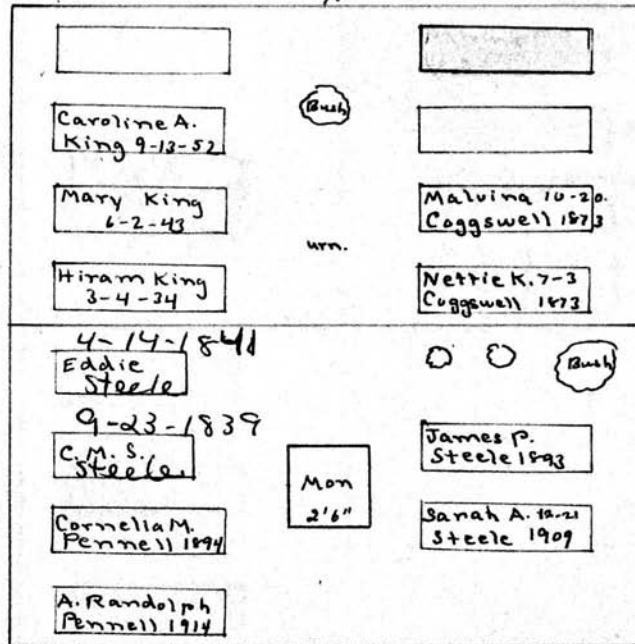 Bush
Caroline A.
King 9-13-52
Mary King
6-2-43
Malvina 10-20
Coggswell 1873
urn.
Hiram King
3-4-34
Nettie K. 7-3
Coggswell 1873
4-14-1841
Eddie
Steele
Bush
9-23-1839
C. M. S.
Steele.
James P.
Steele 1893
Mon
2'6"
Cornelia M.
Pennell 1894
Sarah A. 12-21
Steele 1909
A. Randolph
Pennell 1914